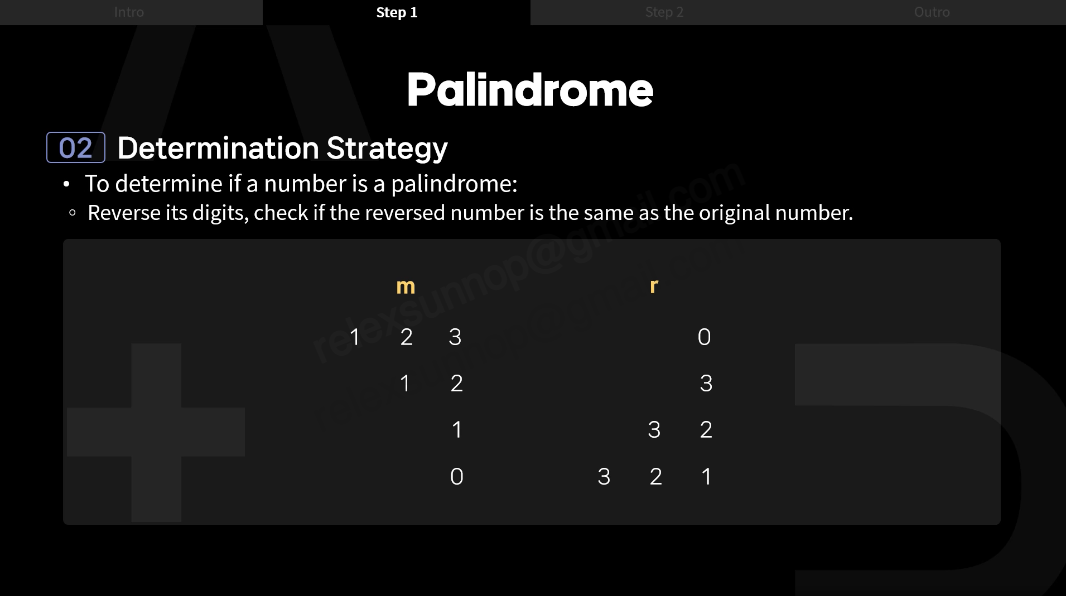 Intro Step 1 Step 2 Outro
Palindrome
02 Determination Strategy
• To determine if a number is a palindrome:
◦ Reverse its digits, check if the reversed number is the same as the original number.
m r
1 2 3 0
1 2 3
1 3 2
0 3 2 1
relexsunnop@gmail.com